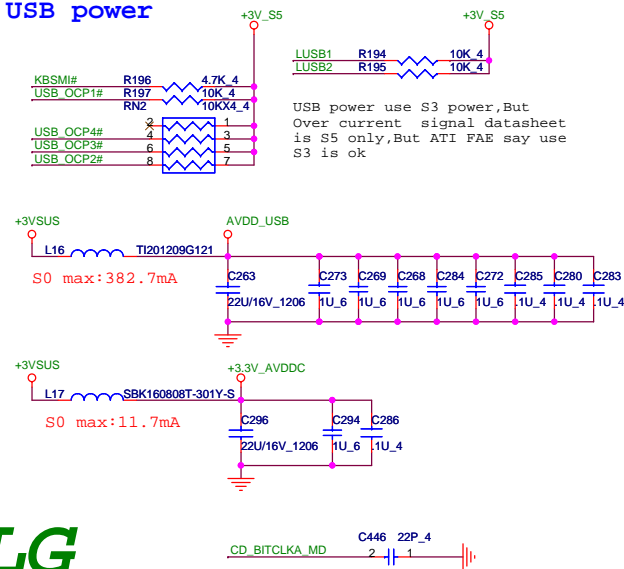 USB power
+3V_S5
+3V_S5
LUSB1 R194 10K_4
LUSB2 R195 10K_4
KBSMI# R196 4.7K_4
USB_OCP1# R197 10K_4
RN2 10KX4_4
2 1
USB_OCP4# 4 3
USB_OCP3# 6 5
USB_OCP2# 8 7
USB power use S3 power,But
Over current signal datasheet
is S5 only,But ATI FAE say use
S3 is ok
+3VSUS
AVDD_USB
L16 TI201209G121
S0 max:382.7mA
C263 C273 C269 C268 C284 C272 C285 C280 C283
22U/16V_1206 1U_6 1U_6 1U_6 1U_6 1U_6 .1U_4 .1U_4 .1U_4
+3VSUS
+3.3V_AVDDC
L17 SBK160808T-301Y-S
S0 max:11.7mA
C296 C294 C286
22U/16V_1206 1U_6 .1U_4
LG
C446 22P_4
CD_BITCLKA_MD 2 1